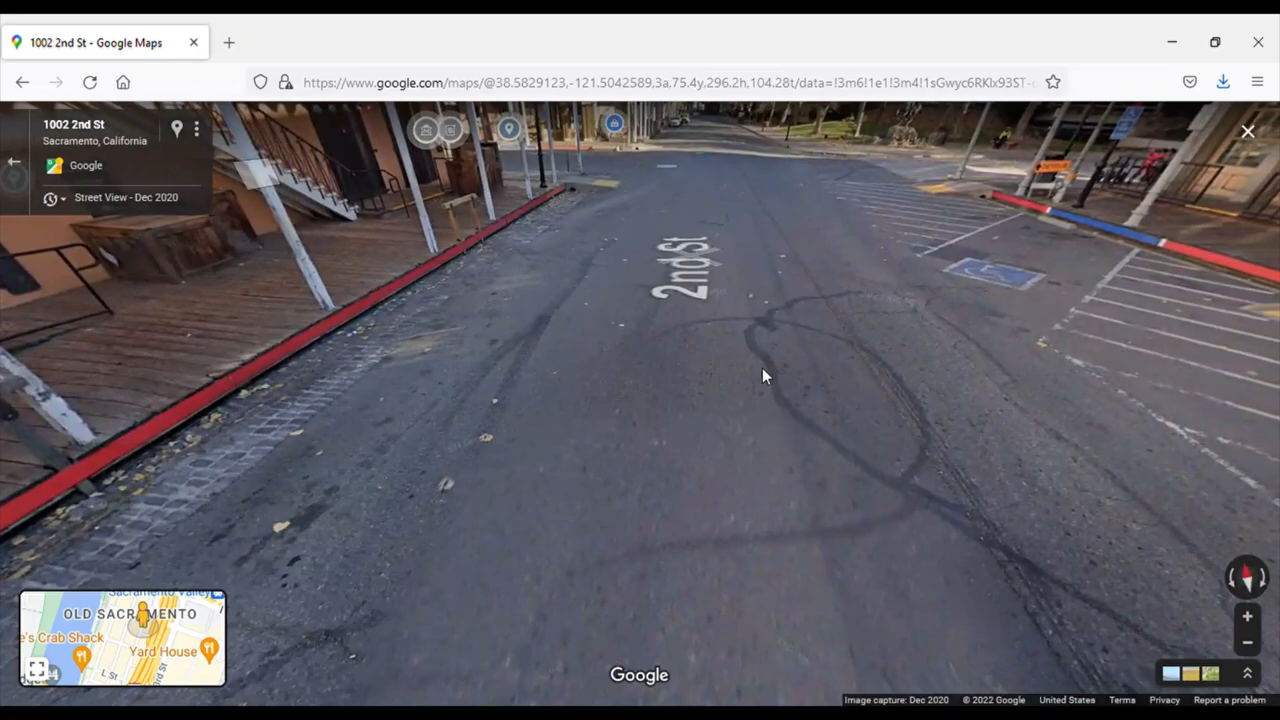 1002 2nd St - Google Maps
https://www.google.com/maps/@38.5829123,-121.5042589,3a,75.4y,296.2h,104.28t/data=!3m6!1e1!3m4!1sGwyc6RKlx93ST-
1002 2nd St
Sacramento, California
Google
Street View - Dec 2020
2nd St
Sacramento Valley
OLD SACRAMENTO
e's Crab Shack
Yard House
L St
3rd St
Google
Image capture: Dec 2020 © 2022 Google United States Terms Privacy Report a problem